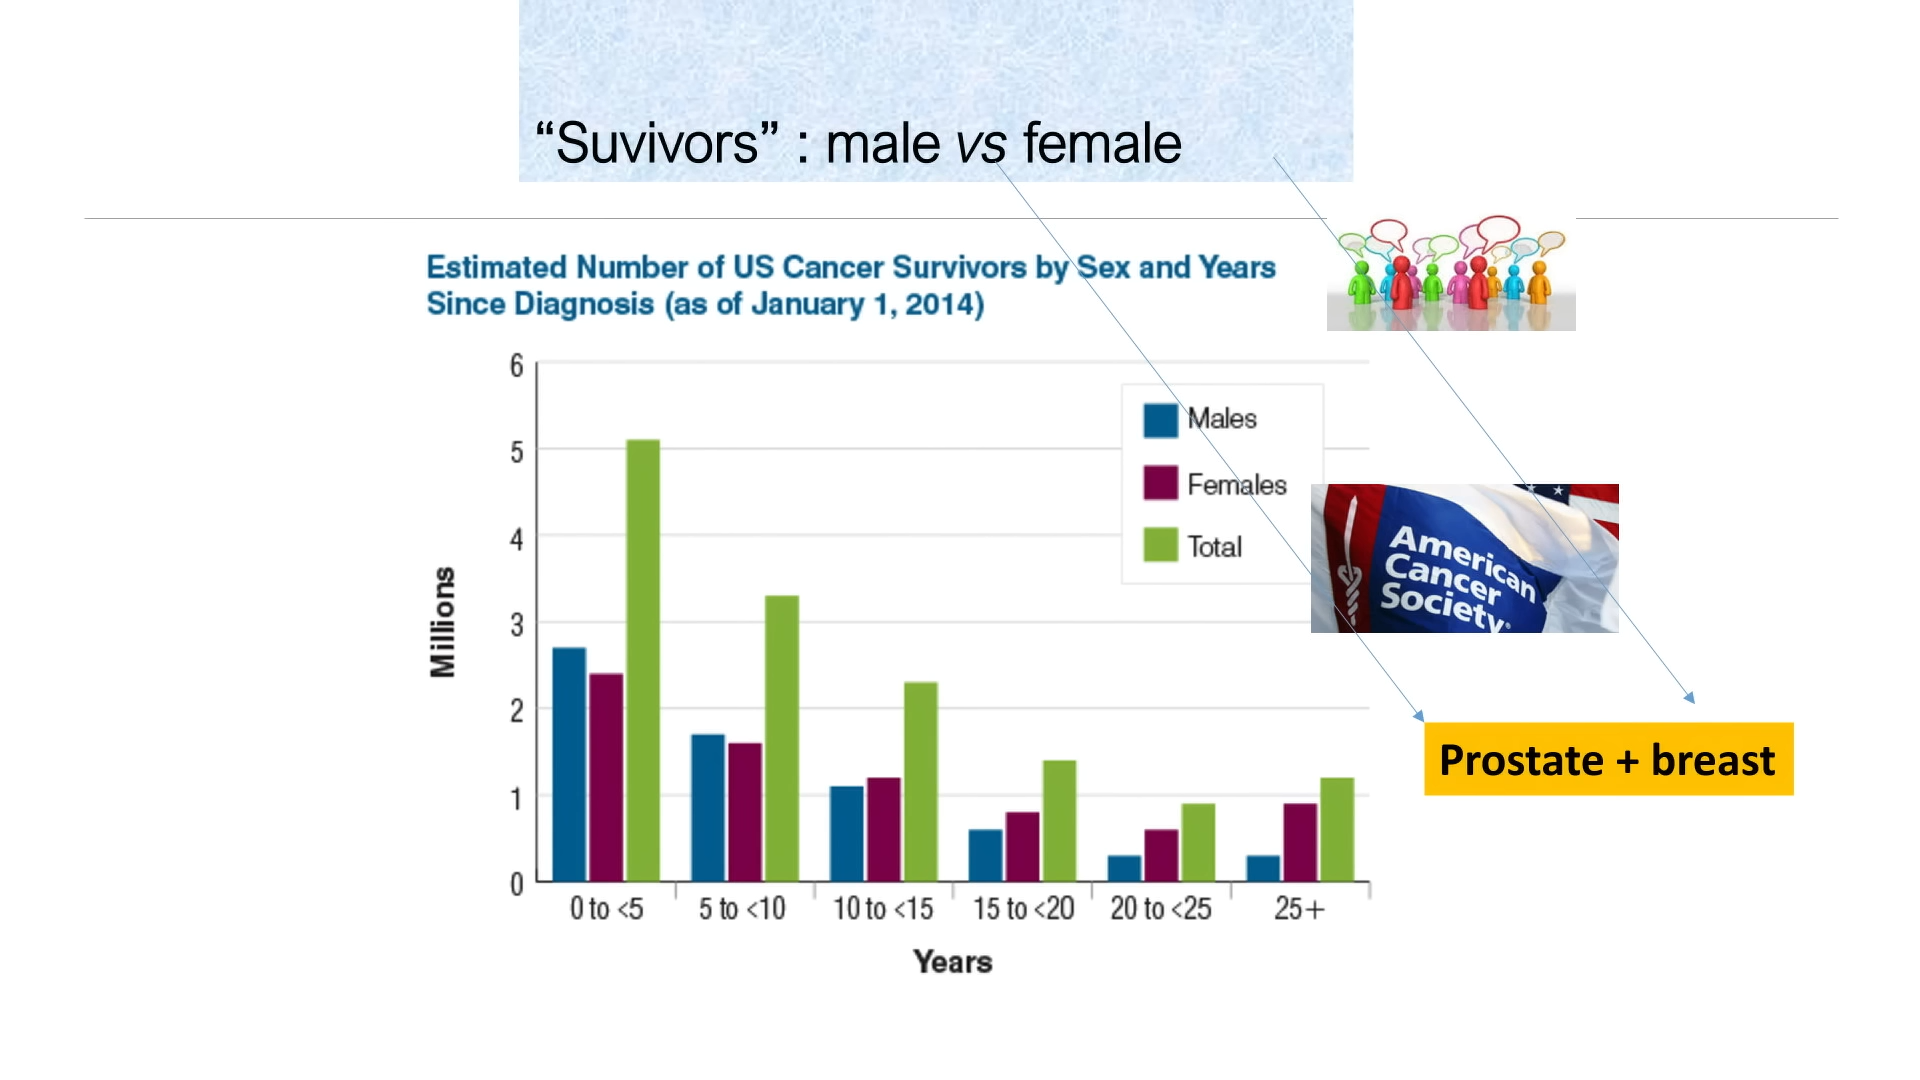 “Suvivors” : male vs female
Estimated Number of US Cancer Survivors by Sex and Years
Since Diagnosis (as of January 1, 2014)
6
5
4
3
2
1
0
Millions
Males
Females
Total
American
Cancer
Society®
Prostate + breast
0 to <5
5 to <10
10 to <15
15 to <20
20 to <25
25+
Years